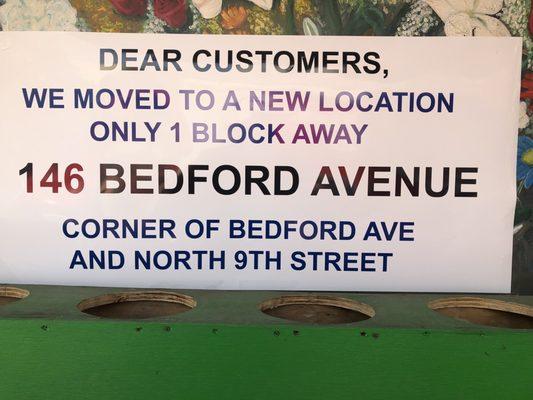 DEAR CUSTOMERS,
WE MOVED TO A NEW LOCATION
ONLY 1 BLOCK AWAY
146 BEDFORD AVENUE
CORNER OF BEDFORD AVE
AND NORTH 9TH STREET